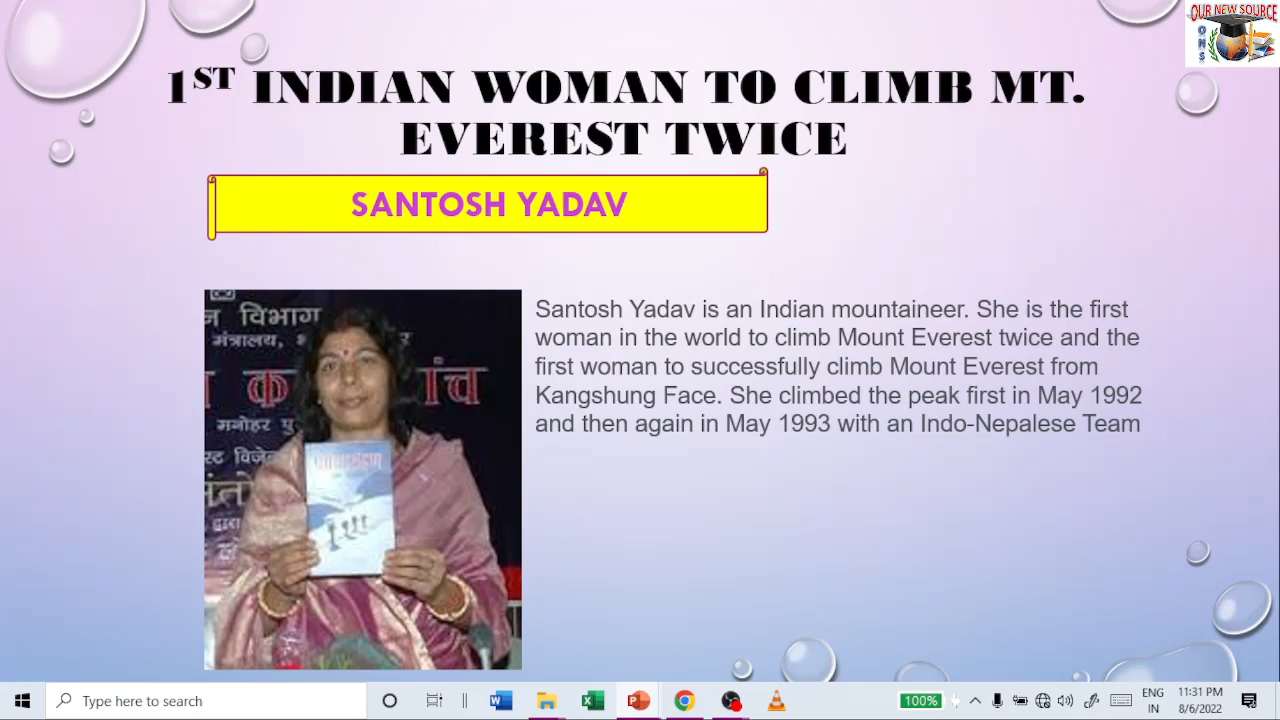 OUR NEW SOURCE
ONS
1ST INDIAN WOMAN TO CLIMB MT.
EVEREST TWICE
SANTOSH YADAV
Santosh Yadav is an Indian mountaineer. She is the first
woman in the world to climb Mount Everest twice and the
first woman to successfully climb Mount Everest from
Kangshung Face. She climbed the peak first in May 1992
and then again in May 1993 with an Indo-Nepalese Team
न विभाग
मंत्रालय,
मनोहर पु
Type here to search
100%
ENG
IN
11:31 PM
8/6/2022